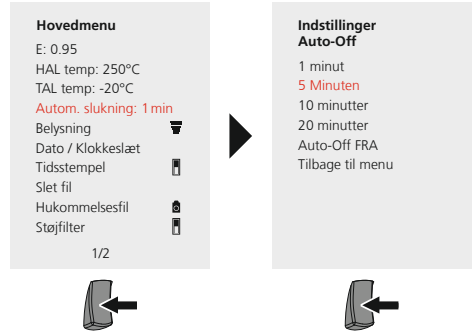 Hovedmenu
E: 0.95
HAL temp: 250°C
TAL temp: -20°C
Autom. slukning: 1 min
Belysning
Dato / Klokkeslæt
Tidsstempel
Slet fil
Hukommelsesfil
Støjfilter
1/2
Indstillinger
Auto-Off
1 minut
5 Minuten
10 minutter
20 minutter
Auto-Off FRA
Tilbage til menu